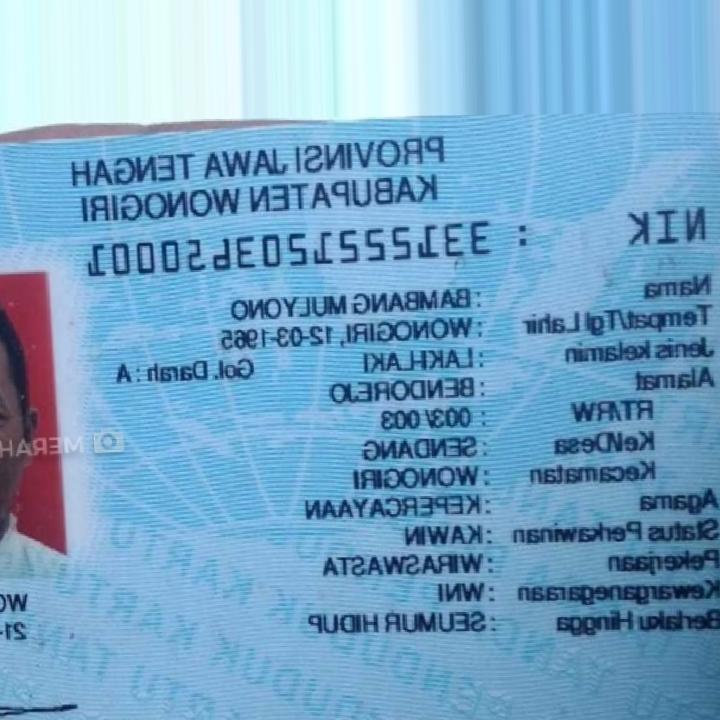 PROVINSI JAWA TENGAH
KABUPATEN WONOGIRI
NIK : 3312221203650001
Nama : BAMBANG MULYONO
Tempat/Tgl Lahir : WONOGIRI, 12-03-1965
Jenis kelamin : LAKI-LAKI Gol. Darah : A
Alamat : BENDOREJO
RT/RW : 003/003
Kel/Desa : SENDANG
Kecamatan : WONOGIRI
Agama : KEPERCAYAAN
Status Perkawinan : KAWIN
Pekerjaan : WIRASWASTA
Kewarganegaraan : WNI
Berlaku Hingga : SEUMUR HIDUP
MERAH